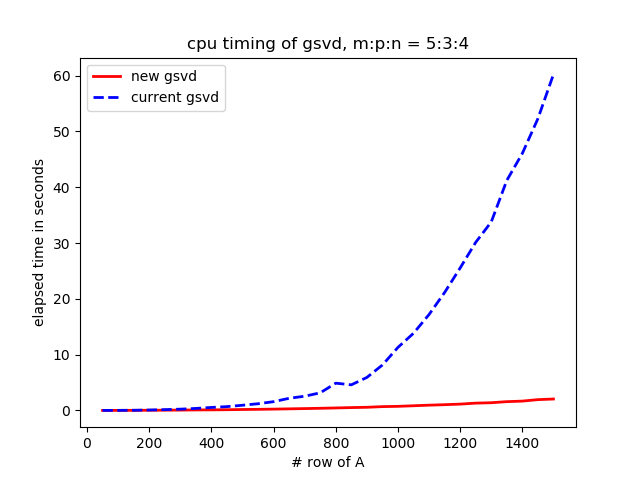 cpu timing of gsvd, m:p:n = 5:3:4
new gsvd
current gsvd
elapsed time in seconds
60
50
40
30
20
10
0
0 200 400 600 800 1000 1200 1400
# row of A